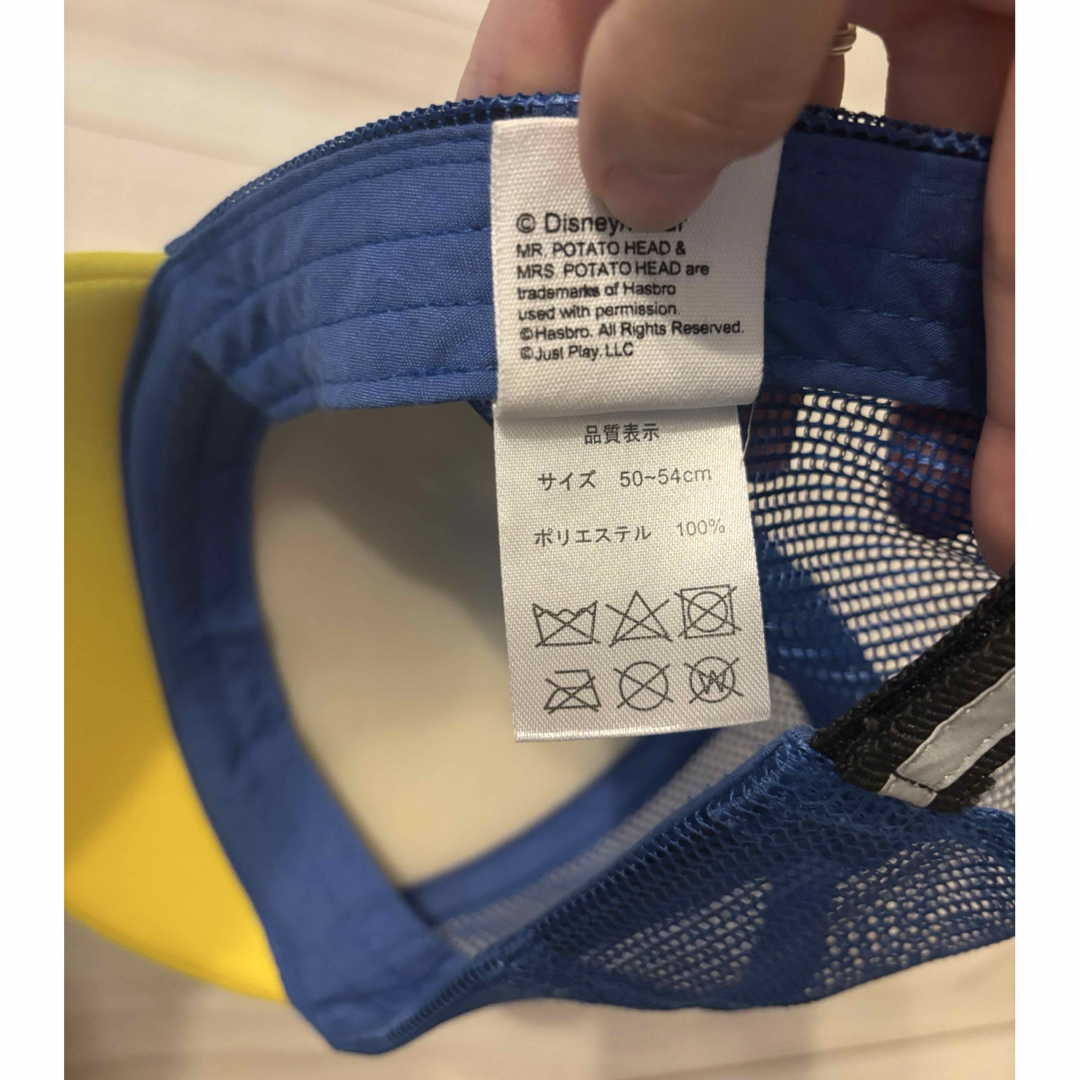 © Disney
MR. POTATO HEAD &
MRS. POTATO HEAD are
trademarks of Hasbro
used with permission.
©Hasbro. All Rights Reserved.
©Just Play. LLC
品質表示
サイズ 50~54cm
ポリエステル 100%
W